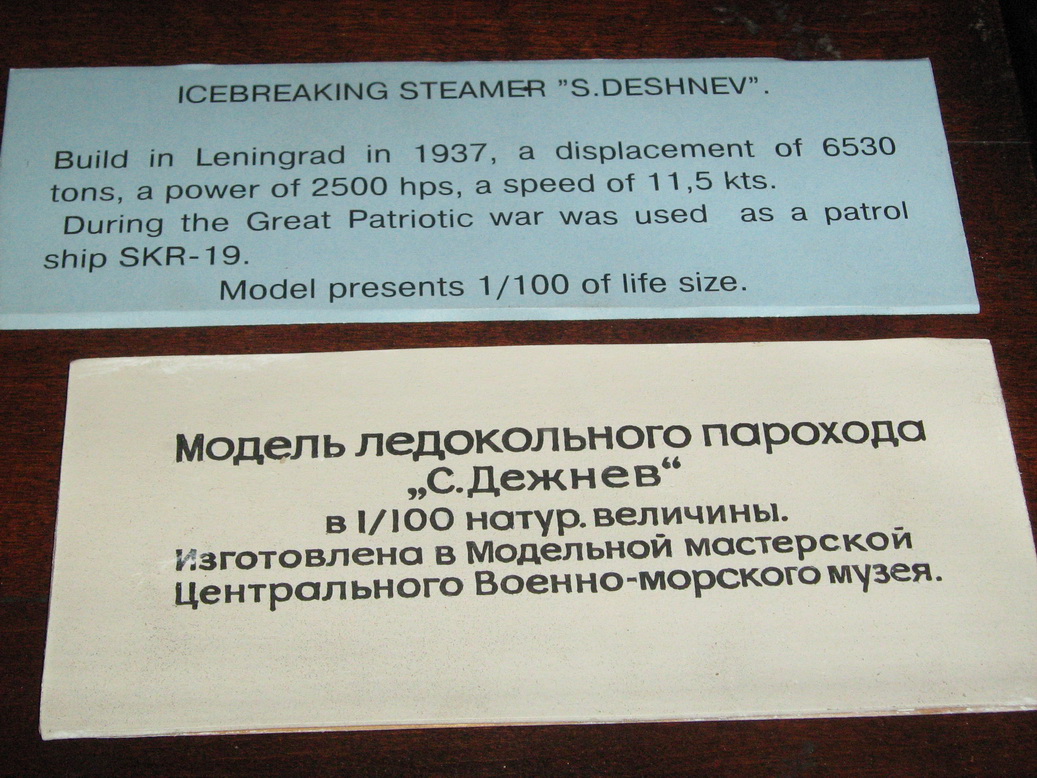 ICEBREAKING STEAMER "S.DESHNEV".
Build in Leningrad in 1937, a displacement of 6530
tons, a power of 2500 hps, a speed of 11,5 kts.
During the Great Patriotic war was used as a patrol
ship SKR-19.
Model presents 1/100 of life size.
Модель ледокольного парохода
„С.Дежнев“
в 1/100 натур. величины.
Изготовлена в Модельной мастерской
Центрального Военно-морского музея.